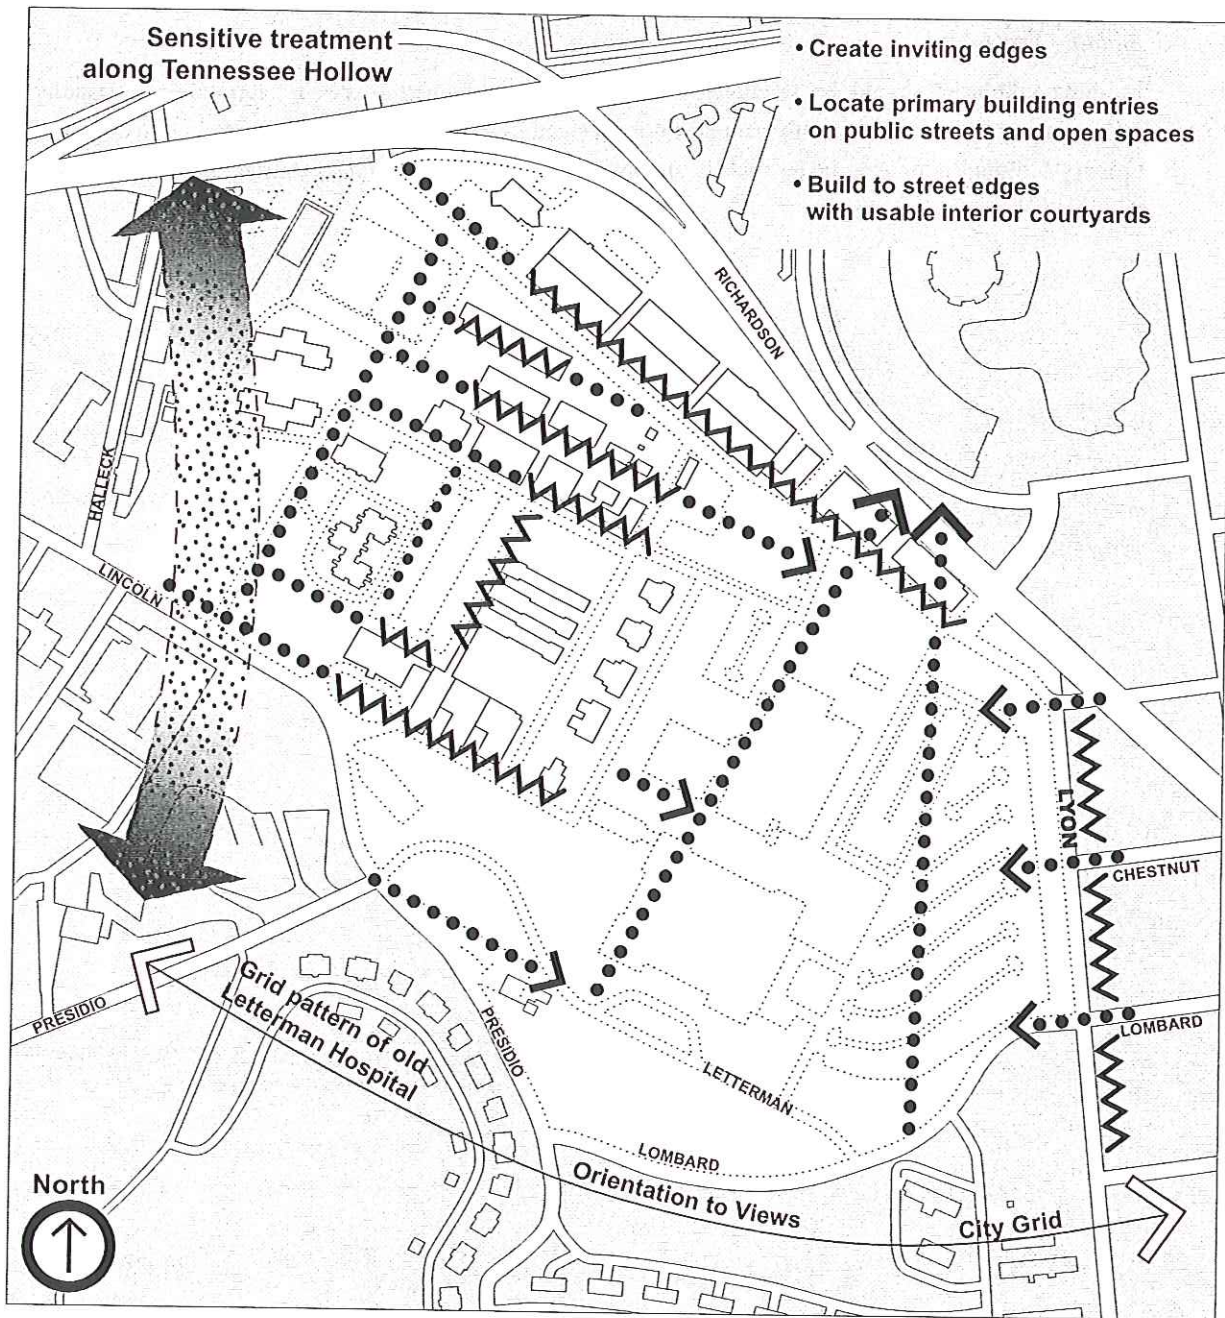 Sensitive treatment
along Tennessee Hollow
• Create inviting edges
• Locate primary building entries
on public streets and open spaces
• Build to street edges
with usable interior courtyards
RICHARDSON
HALLECK
LINCOLN
LYON
CHESTNUT
LOMBARD
PRESIDIO
Grid pattern of old
Letterman Hospital
PRESIDIO
LETTERMAN
LOMBARD
Orientation to Views
City Grid
North